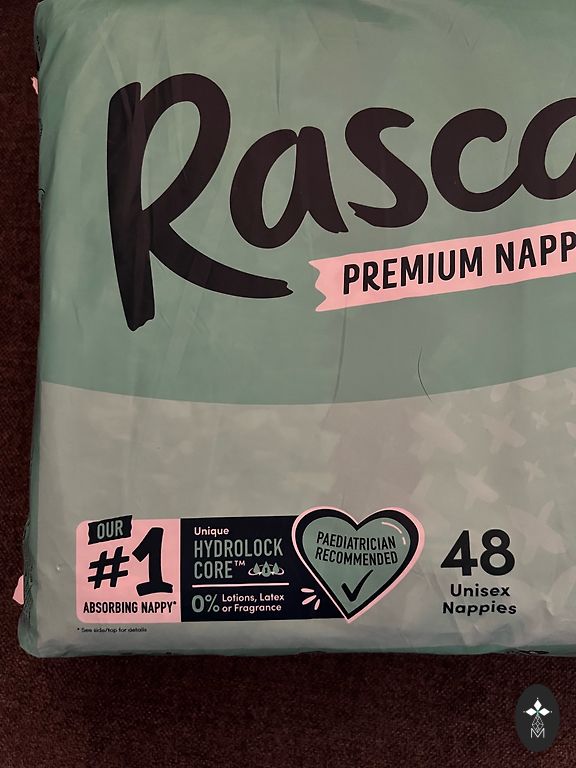 Rasca
PREMIUM NAPP
OUR
#1
ABSORBING NAPPY*
* See side/top for details
Unique
HYDROLOCK
CORE™
0% Lotions, Latex
or Fragrance
PAEDIATRICIAN
RECOMMENDED
48
Unisex
Nappies
M